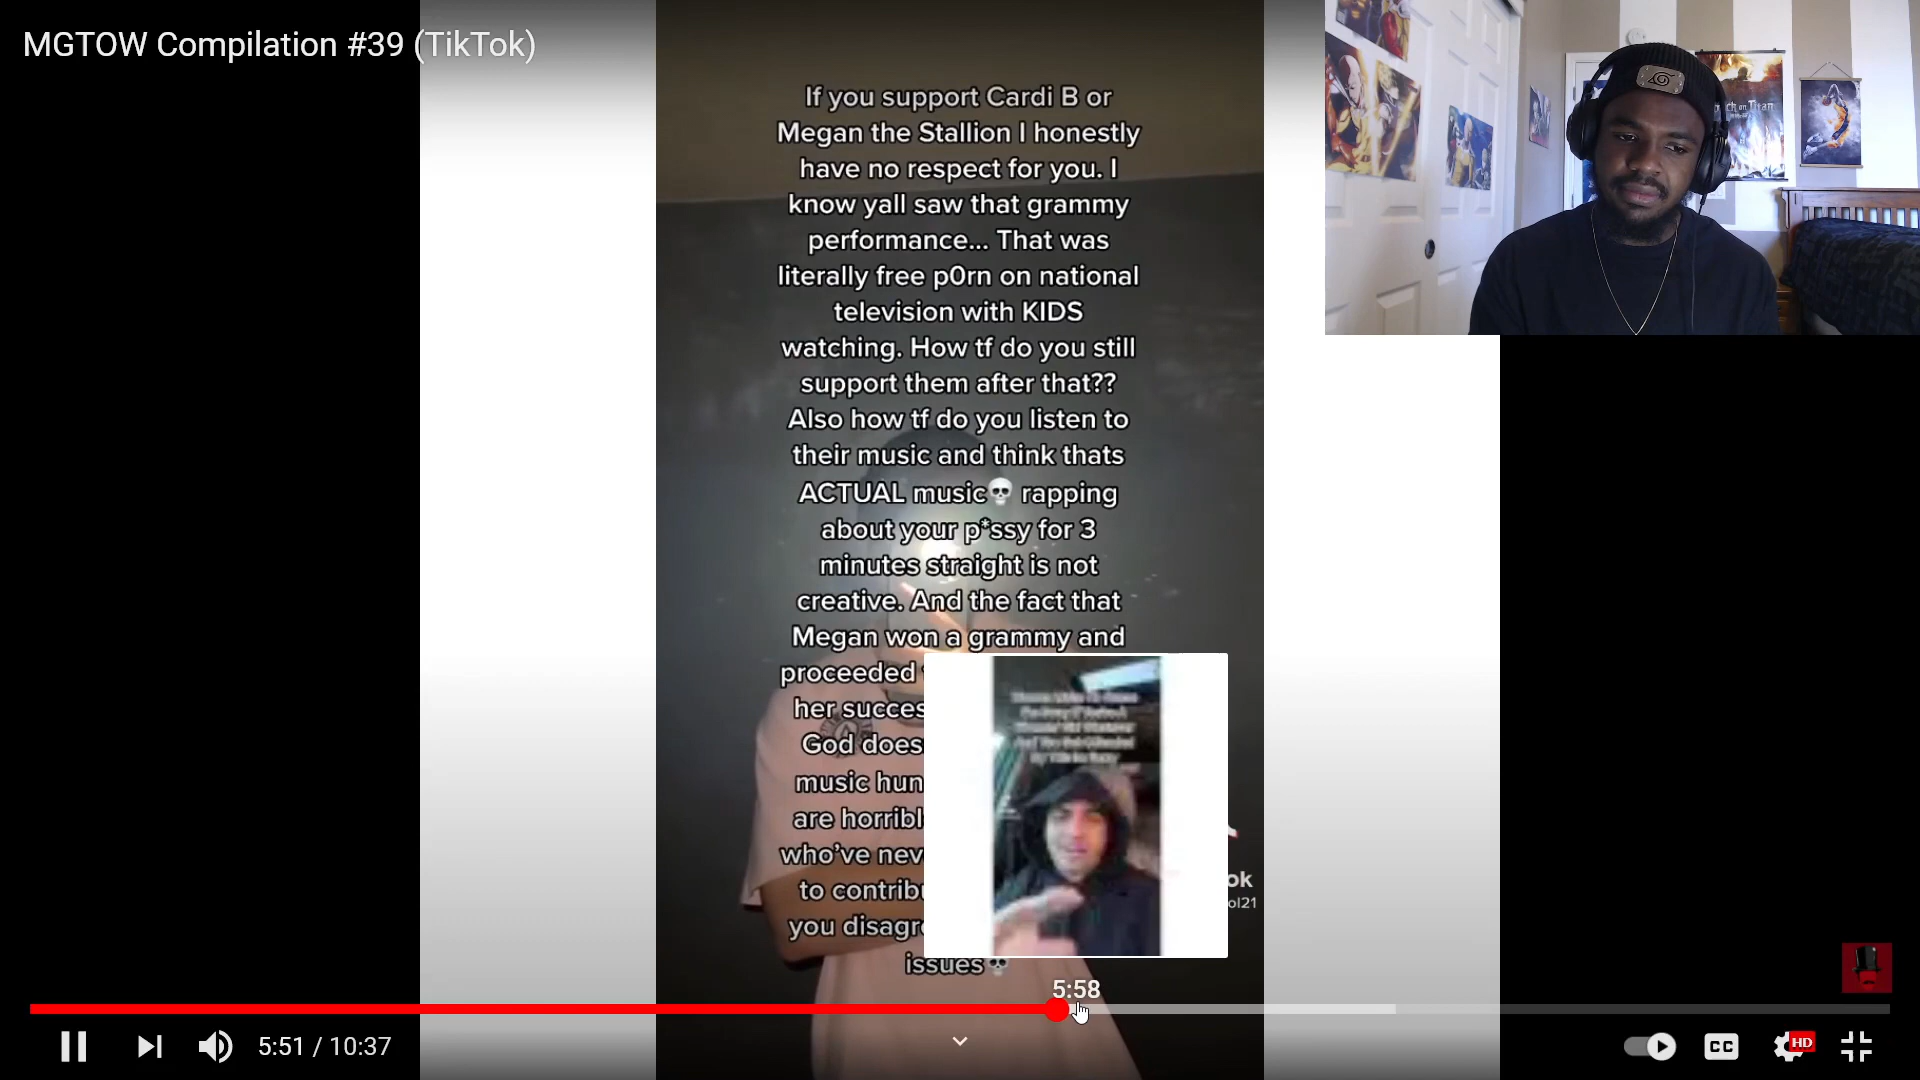 MGTOW Compilation #39 (TikTok)
If you support Cardi B or
Megan the Stallion I honestly
have no respect for you. I
know yall saw that grammy
performance... That was
literally free p0rn on national
television with KIDS
watching. How tf do you still
support them after that??
Also how tf do you listen to
their music and think thats
ACTUAL music💀 rapping
about your p*ssy for 3
minutes straight is not
creative. And the fact that
Megan won a grammy and
proceeded
her succes
God does
music hun
are horribl
who've nev
to contribu
you disagre
issues💀
ok
ol21
5:58
5:51 / 10:37
CC
HD